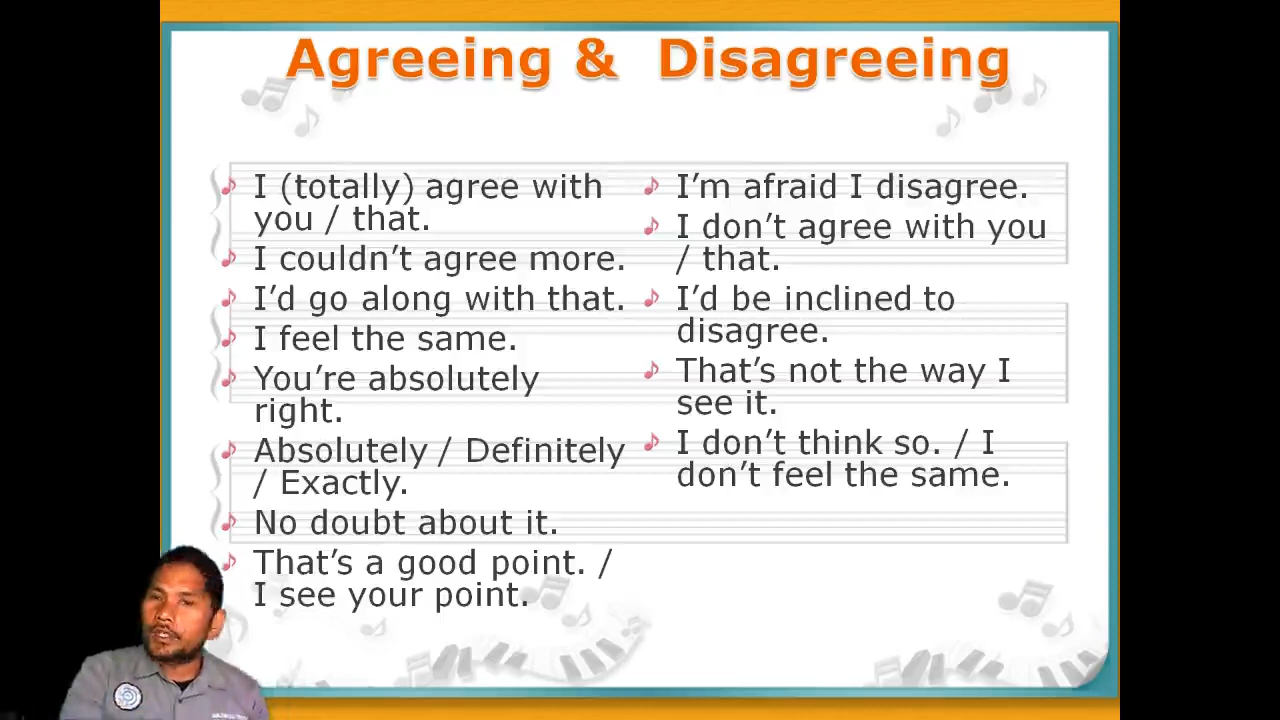 Agreeing & Disagreeing
I (totally) agree with
you / that.
I couldn't agree more.
I'd go along with that.
I feel the same.
You're absolutely
right.
Absolutely / Definitely
/ Exactly.
No doubt about it.
That's a good point. /
I see your point.
I'm afraid I disagree.
I don't agree with you
/ that.
I'd be inclined to
disagree.
That's not the way I
see it.
I don't think so. / I
don't feel the same.